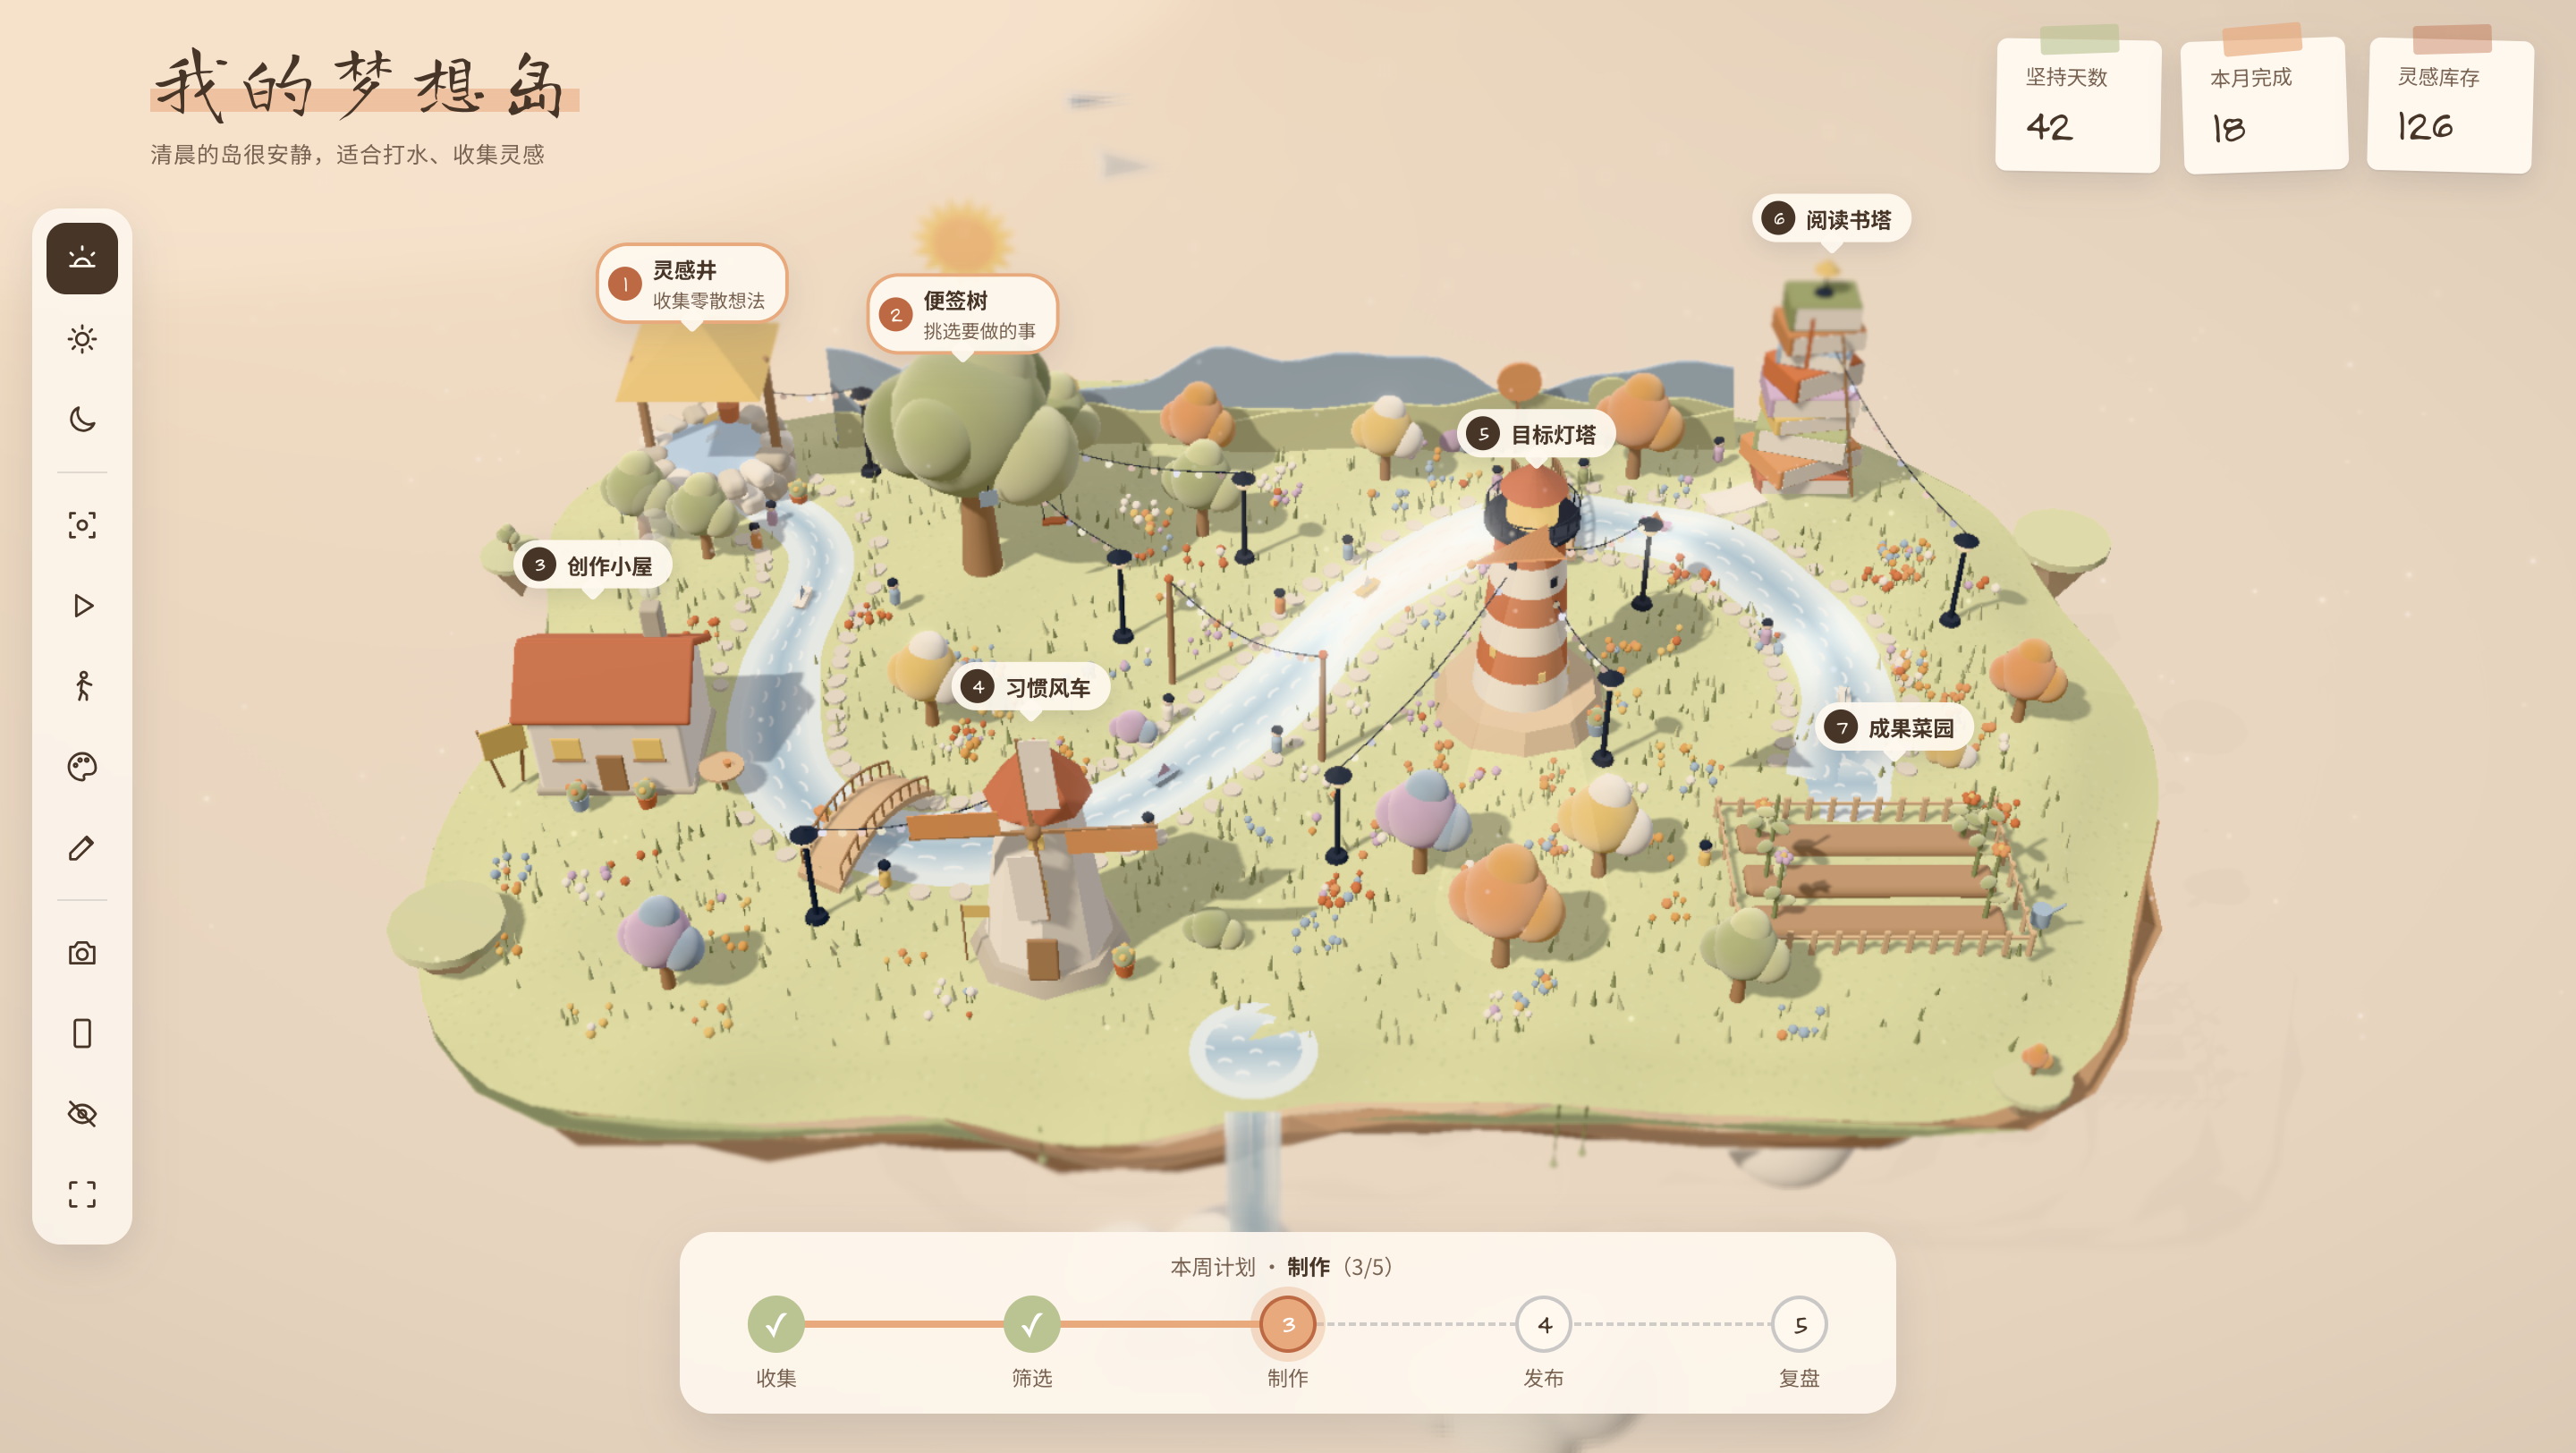 我的梦想岛
清晨的岛很安静，适合打水、收集灵感
坚持天数
42
本月完成
18
灵感库存
126
1 灵感井
收集零散想法
2 便签树
挑选要做的事
6 阅读书塔
5 目标灯塔
3 创作小屋
4 习惯风车
7 成果菜园
本周计划 · 制作（3/5）
3 4 5
收集 筛选 制作 发布 复盘